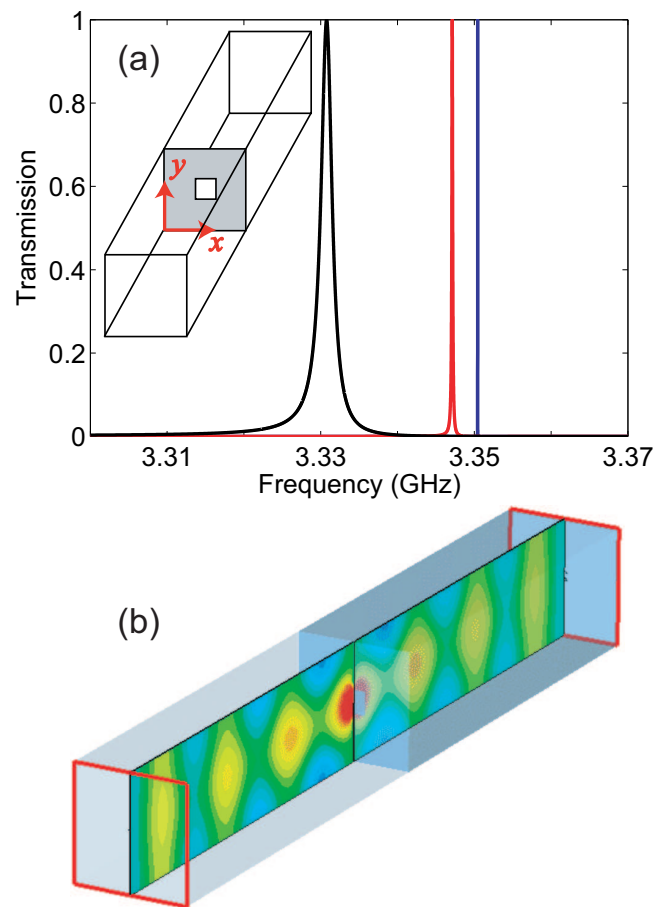 (a)
1
0.8
0.6
0.4
0.2
0
Transmission
y
x
3.31
3.33
3.35
3.37
Frequency (GHz)
(b)